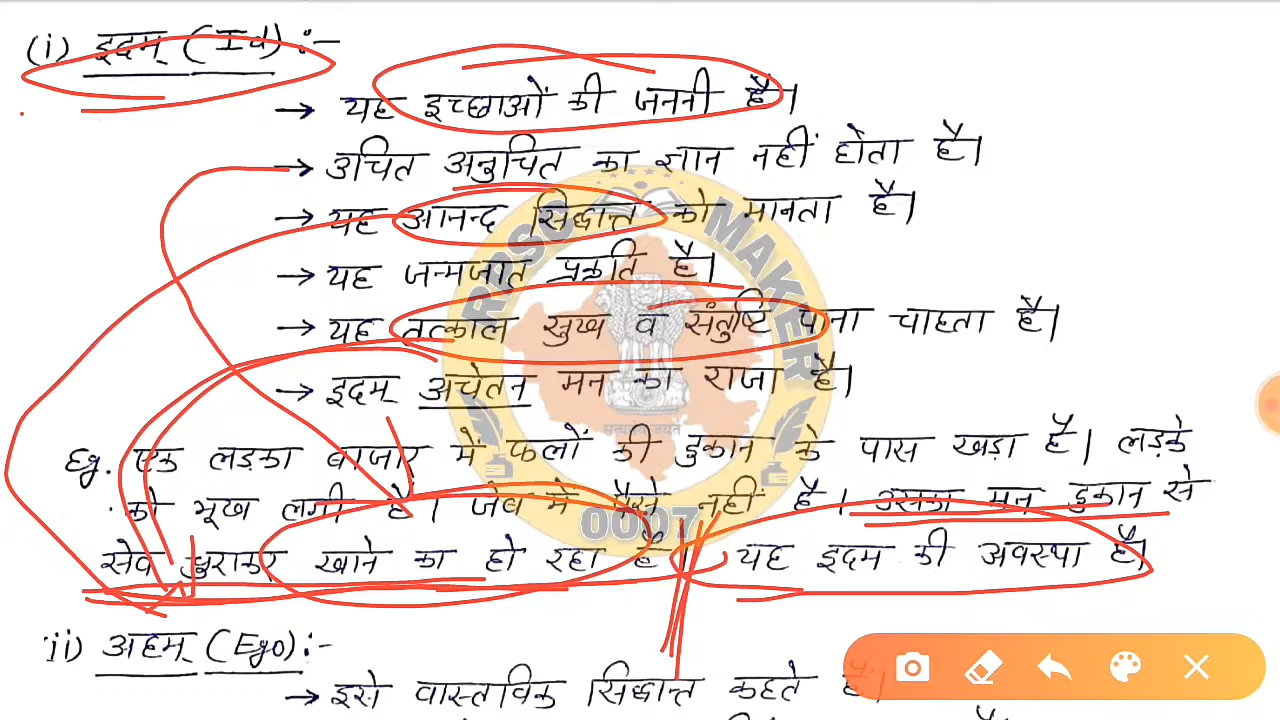 (i) इदम् (Id) :-
→ यह इच्छाओं की जननी है।
→ उचित अनुचित का ज्ञान नहीं होता है।
→ यह आनन्द सिद्धान्त को मानता है।
→ यह जन्मजात प्रकृति है।
→ यह तत्काल सुख व संतुष्टि पाना चाहता है।
→ इदम् अचेतन मन का राजा है।
Eg. एक लड़का बाजार में फलों की दुकान के पास खड़ा है। लड़के
को भूख लगी है। जेब में पैसे नहीं है। उसका मन दुकान से
सेव चुराकर खाने का हो रहा है यह इदम की अवस्था है।
ii) अहम् (Ego) :-
→ इसे वास्तविक सिद्धान्त कहते है।
MAKER
0007